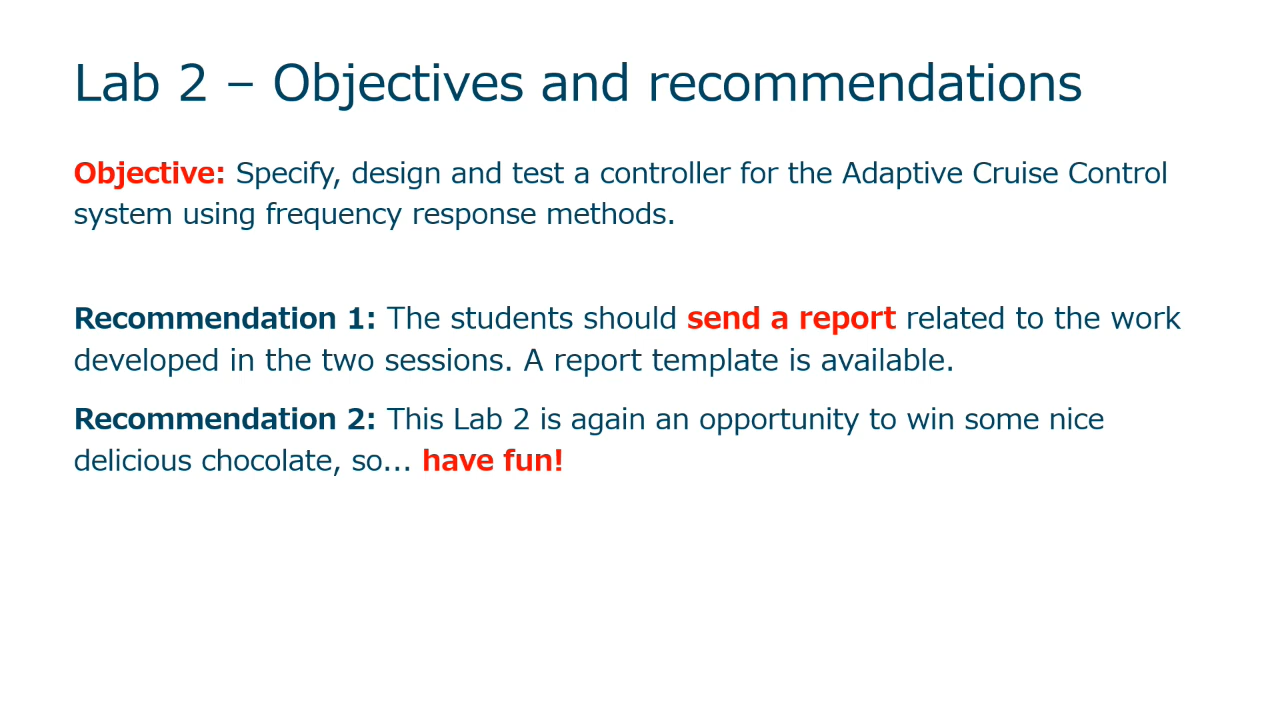 Lab 2 – Objectives and recommendations
Objective: Specify, design and test a controller for the Adaptive Cruise Control
system using frequency response methods.
Recommendation 1: The students should send a report related to the work
developed in the two sessions. A report template is available.
Recommendation 2: This Lab 2 is again an opportunity to win some nice
delicious chocolate, so... have fun!